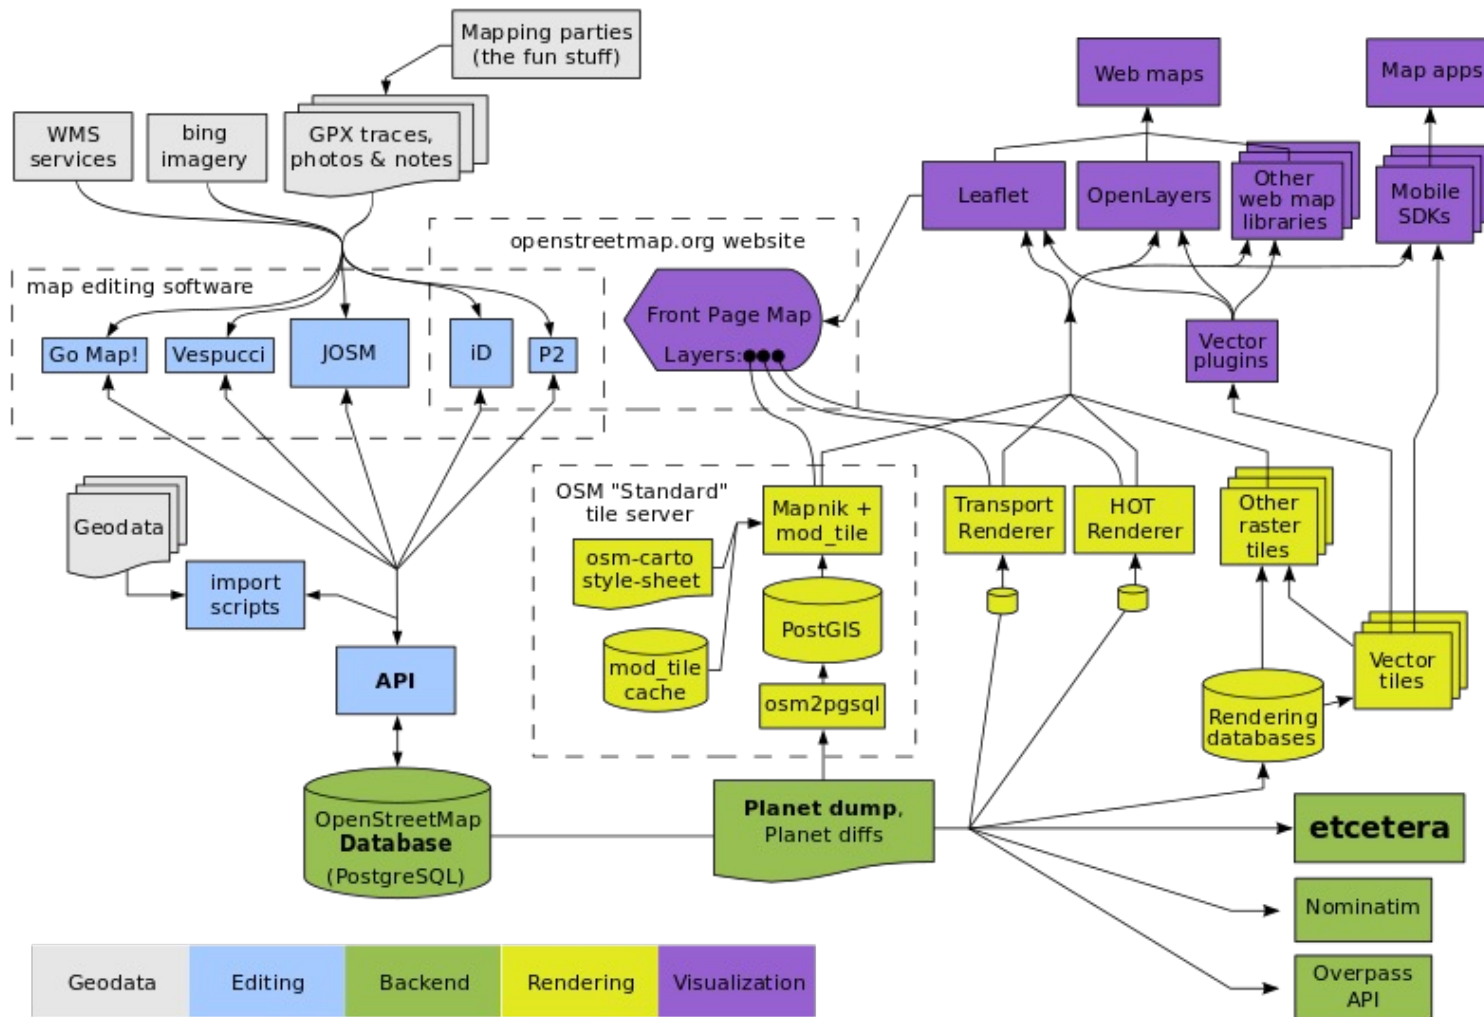 Mapping parties
(the fun stuff)
WMS
services
bing
imagery
GPX traces,
photos & notes
Web maps
Map apps
Leaflet
OpenLayers
Other
web map
libraries
Mobile
SDKs
openstreetmap.org website
map editing software
Front Page Map
Layers:
Go Map!
Vespucci
JOSM
iD
P2
Vector
plugins
Geodata
import
scripts
API
OSM "Standard"
tile server
Mapnik +
mod_tile
osm-carto
style-sheet
PostGIS
mod_tile
cache
osm2pgsql
Transport
Renderer
HOT
Renderer
Other
raster
tiles
Vector
tiles
Rendering
databases
OpenStreetMap
Database
(PostgreSQL)
Planet dump,
Planet diffs
etcetera
Nominatim
Overpass
API
Geodata
Editing
Backend
Rendering
Visualization